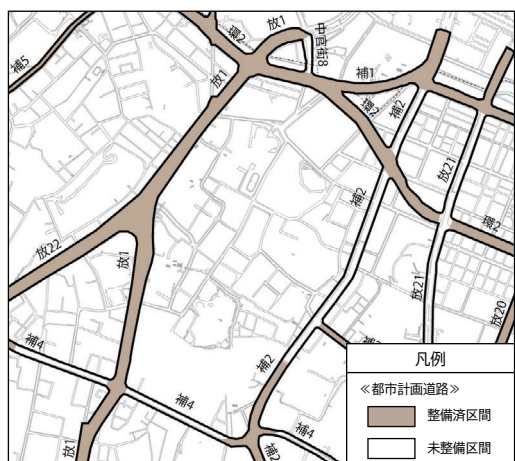 放1
環2
中官街8
補5
放1
補1
環2
補2
放21
補2
環2
放22
放1
放21
放20
補4
補2
補4
補4
放1
補2
凡例
≪都市計画道路≫
整備済区間
未整備区間